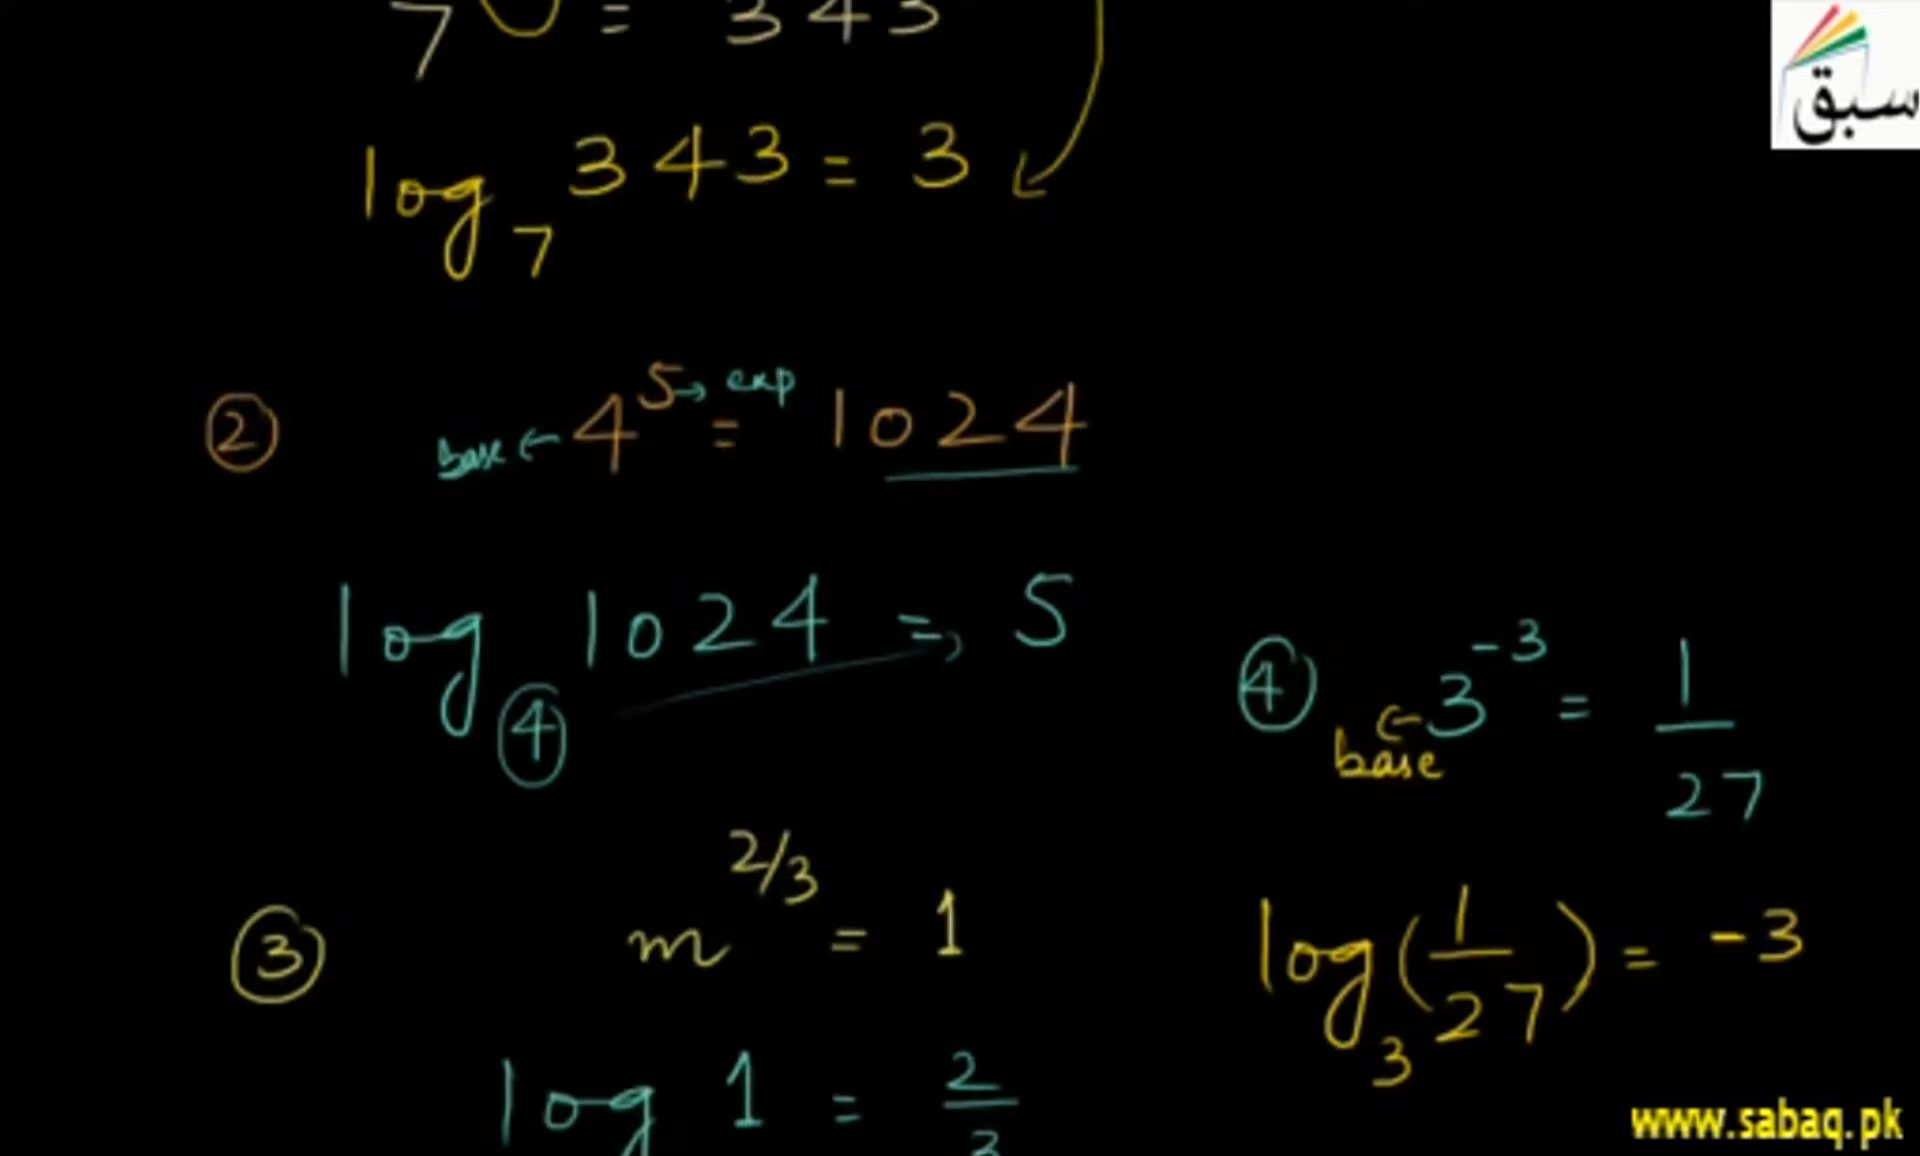 7 = 343
سبق
log₇ 343 = 3
② base ← 4⁵ → exp = 1024
log₄ 1024 = 5
④ base ← 3⁻³ = 1/27
③ m^2/3 = 1
log₃ (1/27) = -3
log 1 = 2/3
www.sabaq.pk